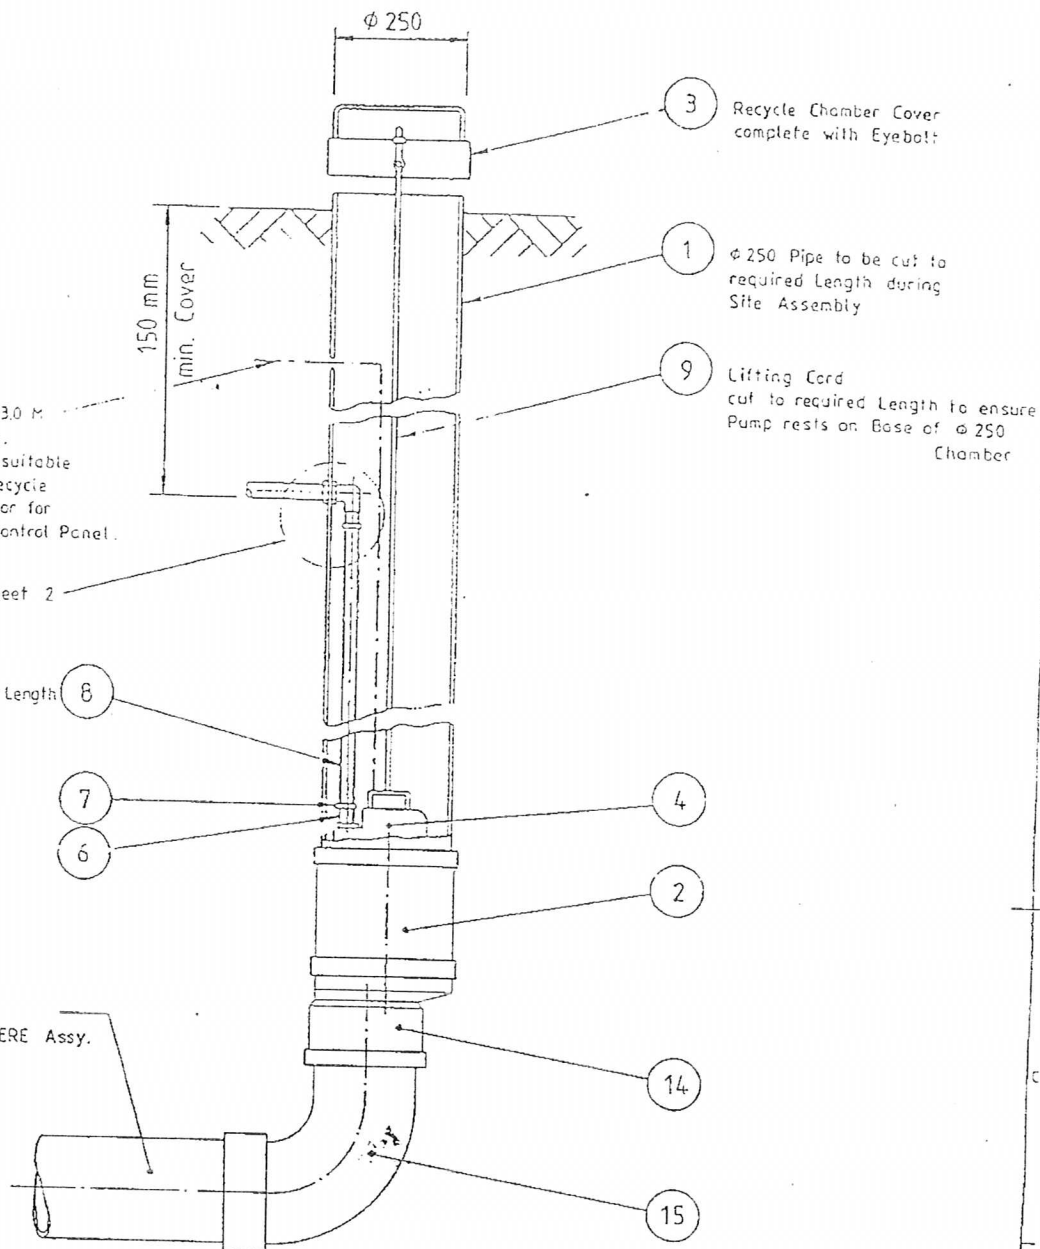 ϕ 250
3
Recycle Chamber Cover
complete with Eyebolt
1
ϕ 250 Pipe to be cut to
required Length during
Site Assembly
150 mm
min. Cover
9
Lifting Cord
cut to required Length to ensure
Pump rests on Base of ϕ 250
Chamber
3.0 M
.
suitable
ecycle
or for
ontrol Panel.
eet 2
Length
8
7
6
4
2
ERE Assy.
14
15
C